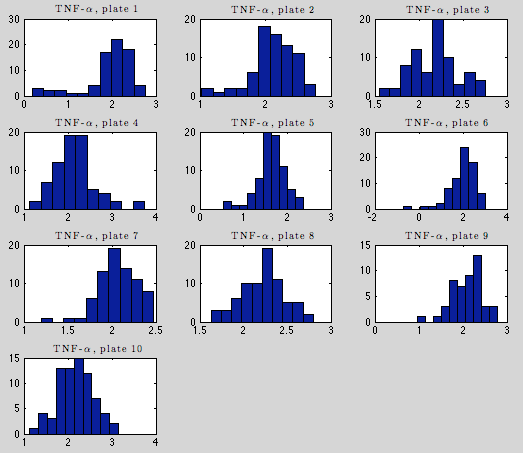 TNF-α, plate 1
30
20
10
0
0 1 2 3
TNF-α, plate 2
20
10
0
1 2 3
TNF-α, plate 3
20
10
0
1.5 2 2.5 3
TNF-α, plate 4
20
10
0
1 2 3 4
TNF-α, plate 5
20
10
0
0 1 2 3
TNF-α, plate 6
30
20
10
0
-2 0 2 4
TNF-α, plate 7
20
10
0
1 1.5 2 2.5
TNF-α, plate 8
20
10
0
1.5 2 2.5 3
TNF-α, plate 9
15
10
5
0
0 1 2 3
TNF-α, plate 10
15
10
5
0
1 2 3 4